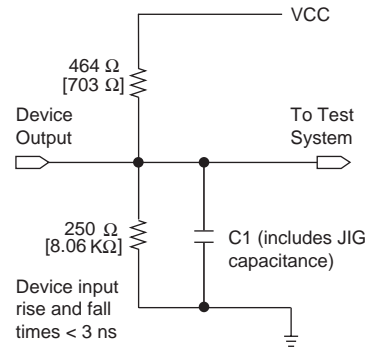 VCC
464 Ω
[703 Ω]
Device
Output
To Test
System
250 Ω
[8.06 KΩ]
C1 (includes JIG
capacitance)
Device input
rise and fall
times < 3 ns